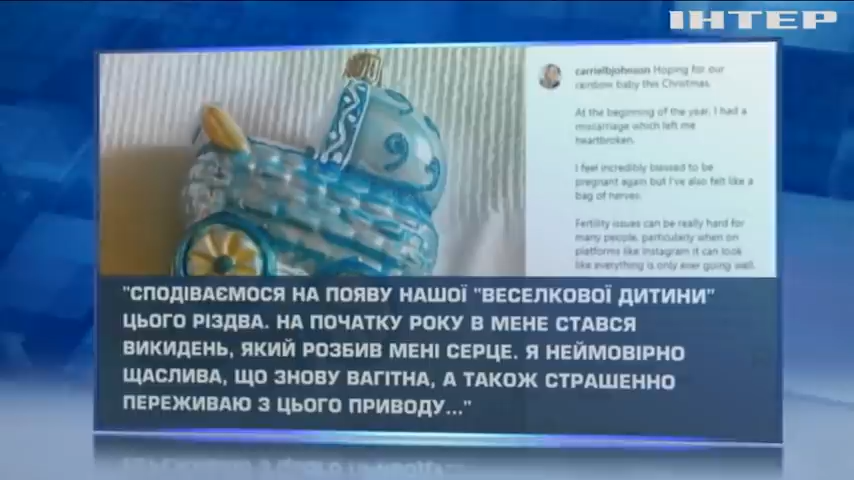 ІНТЕР
carrielbjohnson Hoping for our
rainbow baby this Christmas.
At the beginning of the year, I had a
miscarriage which left me
heartbroken.
I feel incredibly blessed to be
pregnant again but I've also felt like a
bag of nerves.
Fertility issues can be really hard for
many people, particularly when on
platforms like Instagram it can look
like everything is only ever going well.
"СПОДІВАЄМОСЯ НА ПОЯВУ НАШОЇ "ВЕСЕЛКОВОЇ ДИТИНИ"
ЦЬОГО РІЗДВА. НА ПОЧАТКУ РОКУ В МЕНЕ СТАВСЯ
ВИКИДЕНЬ, ЯКИЙ РОЗБИВ МЕНІ СЕРЦЕ. Я НЕЙМОВІРНО
ЩАСЛИВА, ЩО ЗНОВУ ВАГІТНА, А ТАКОЖ СТРАШЕННО
ПЕРЕЖИВАЮ З ЦЬОГО ПРИВОДУ..."